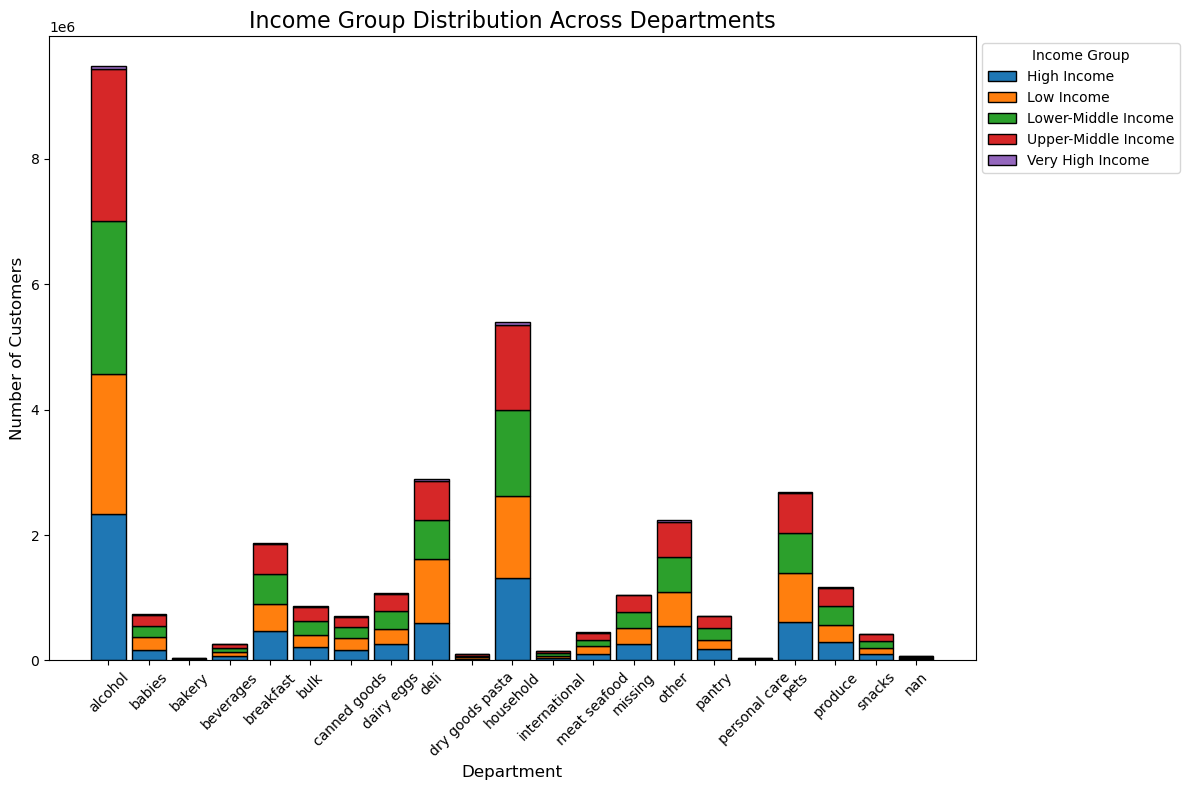 Income Group Distribution Across Departments
1e6
Income Group
High Income
Low Income
Lower-Middle Income
Upper-Middle Income
Very High Income
8
6
4
2
0
Number of Customers
alcohol
babies
bakery
beverages
breakfast
bulk
canned goods
dairy eggs
deli
dry goods pasta
household
international
meat seafood
missing
other
pantry
personal care
pets
produce
snacks
nan
Department